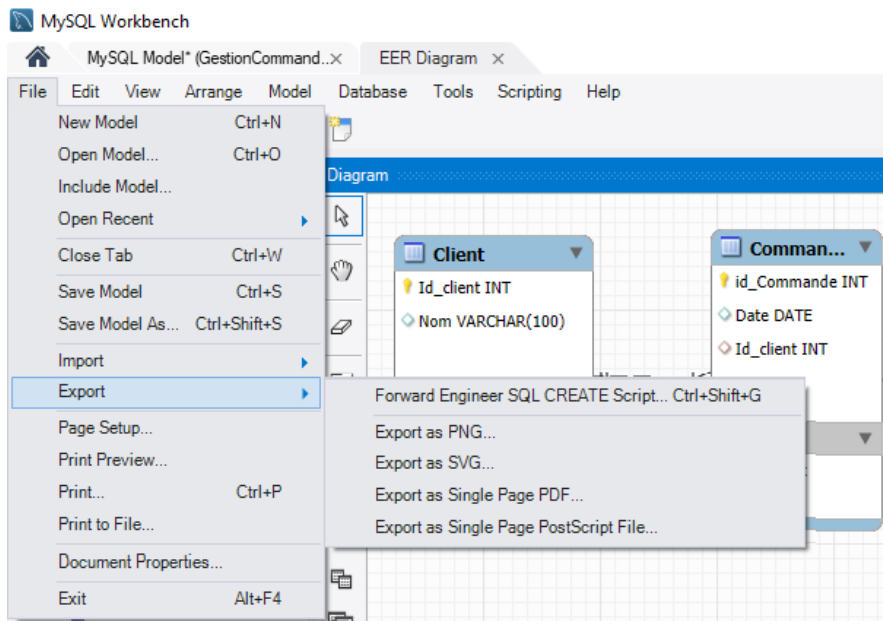 MySQL Workbench
MySQL Model* (GestionCommand..× EER Diagram ×
File Edit View Arrange Model Database Tools Scripting Help
New Model Ctrl+N
Open Model... Ctrl+O
Include Model...
Open Recent
Close Tab Ctrl+W
Save Model Ctrl+S
Save Model As... Ctrl+Shift+S
Import
Export
Page Setup...
Print Preview...
Print... Ctrl+P
Print to File...
Document Properties...
Exit Alt+F4
Forward Engineer SQL CREATE Script... Ctrl+Shift+G
Export as PNG...
Export as SVG...
Export as Single Page PDF...
Export as Single Page PostScript File...
Diagram
Client
Id_client INT
Nom VARCHAR(100)
Comman...
id_Commande INT
Date DATE
Id_client INT